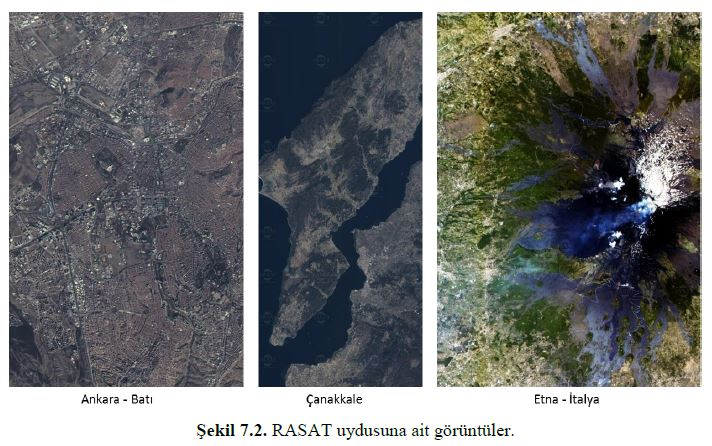 Ankara - Batı
Çanakkale
Etna - İtalya
Şekil 7.2. RASAT uydusuna ait görüntüler.